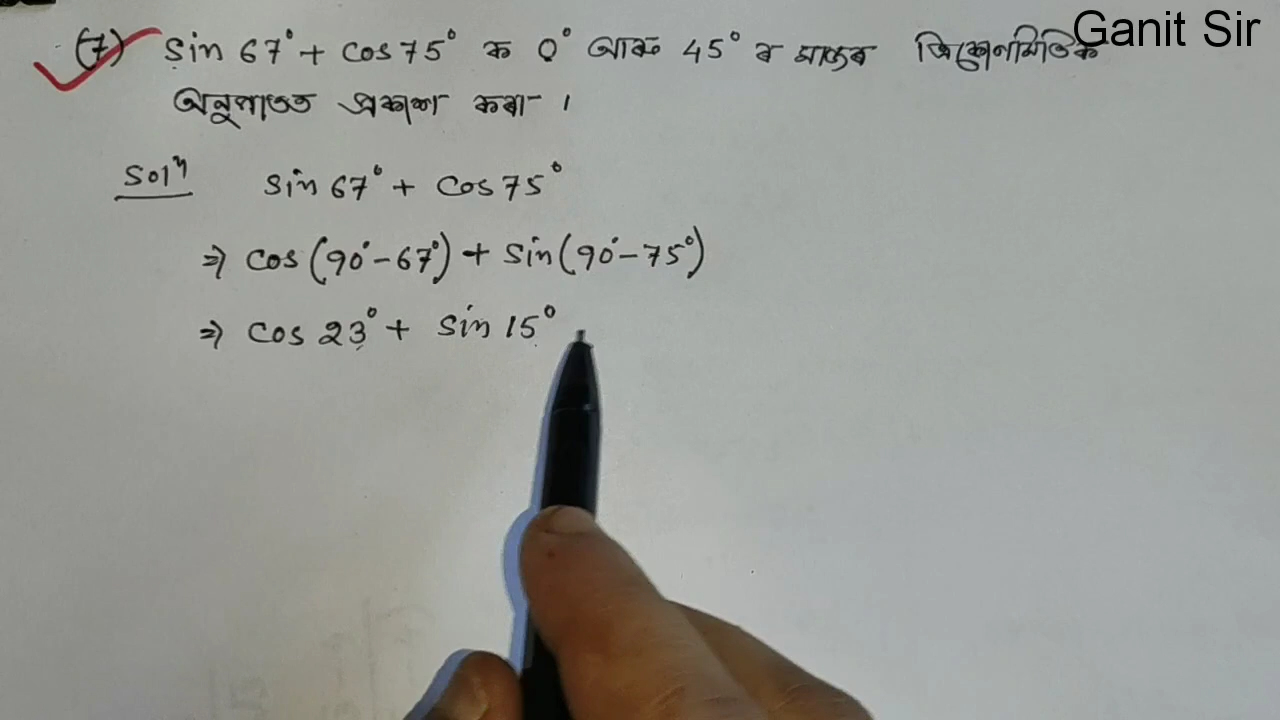 Ganit Sir
(7) sin 67° + cos 75° ক 0° আৰু 45° ৰ মাজৰ ত্ৰিকোনমিতিক
অনুপাতত প্ৰকাশ কৰা ।
Solⁿ sin 67° + cos 75°
⇒ cos (90° − 67°) + sin (90° − 75°)
⇒ cos 23° + sin 15°